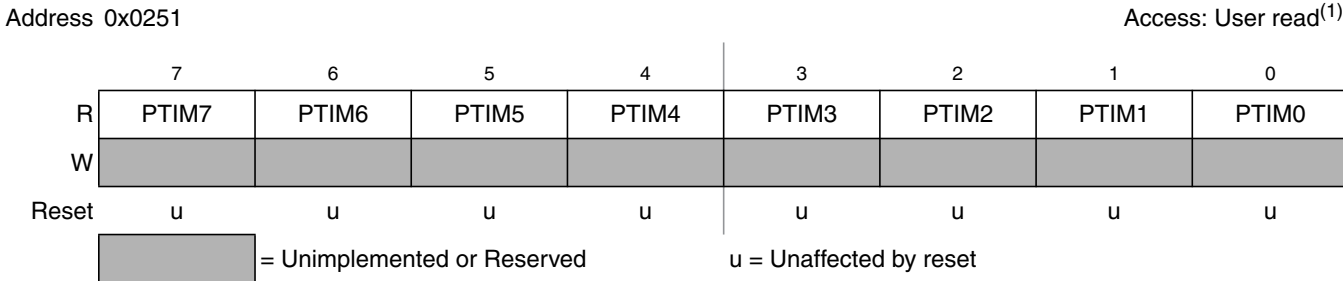 Address 0x0251 Access: User read(1)
7 6 5 4 3 2 1 0
R PTIM7 PTIM6 PTIM5 PTIM4 PTIM3 PTIM2 PTIM1 PTIM0
W
Reset u u u u u u u u
= Unimplemented or Reserved u = Unaffected by reset